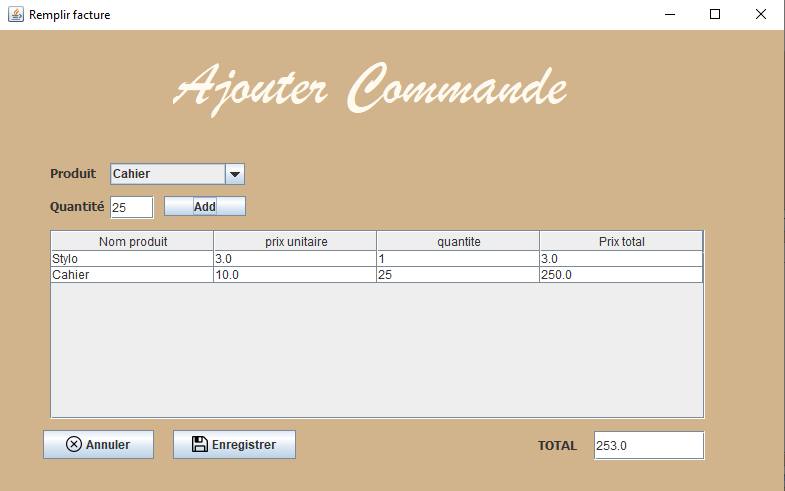 Remplir facture
Ajouter Commande
Produit Cahier
Quantité 25 Add
Nom produit prix unitaire quantite Prix total
Stylo 3.0 1 3.0
Cahier 10.0 25 250.0
Annuler Enregistrer TOTAL 253.0